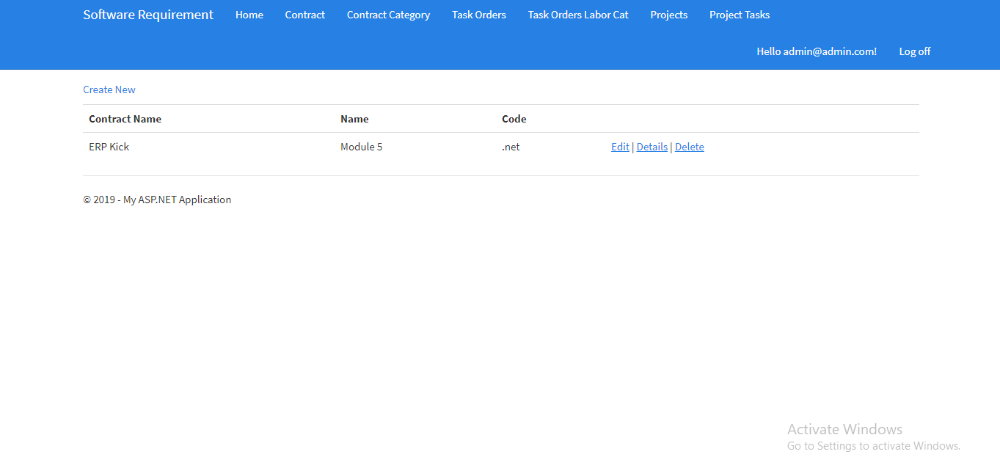 Software Requirement Home Contract Contract Category Task Orders Task Orders Labor Cat Projects Project Tasks
Hello admin@admin.com! Log off
Create New
Contract Name Name Code
ERP Kick Module 5 .net Edit | Details | Delete
© 2019 - My ASP.NET Application
Activate Windows
Go to Settings to activate Windows.